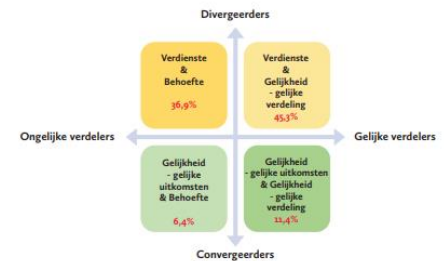 Divergeerders
Verdienste
&
Behoefte
36,9%
Verdienste
&
Gelijkheid
- gelijke
verdeling
45,3%
Ongelijke verdelers
Gelijke verdelers
Gelijkheid
- gelijke
uitkomsten
& Behoefte
6,4%
Gelijkheid
- gelijke uitkomsten
& Gelijkheid
- gelijke
verdeling
11,4%
Convergeerders